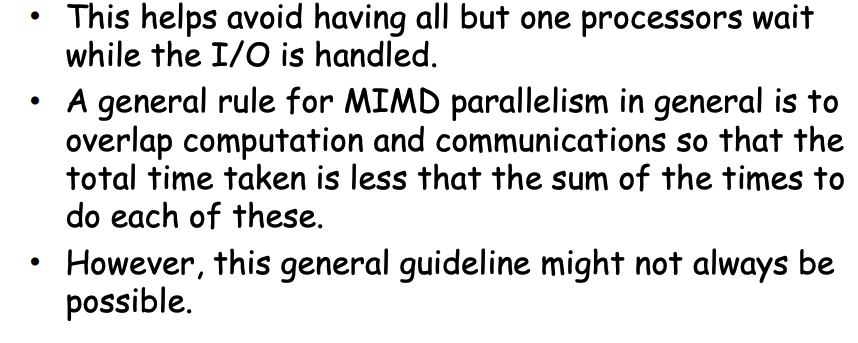 • This helps avoid having all but one processors wait
while the I/O is handled.
• A general rule for MIMD parallelism in general is to
overlap computation and communications so that the
total time taken is less that the sum of the times to
do each of these.
• However, this general guideline might not always be
possible.